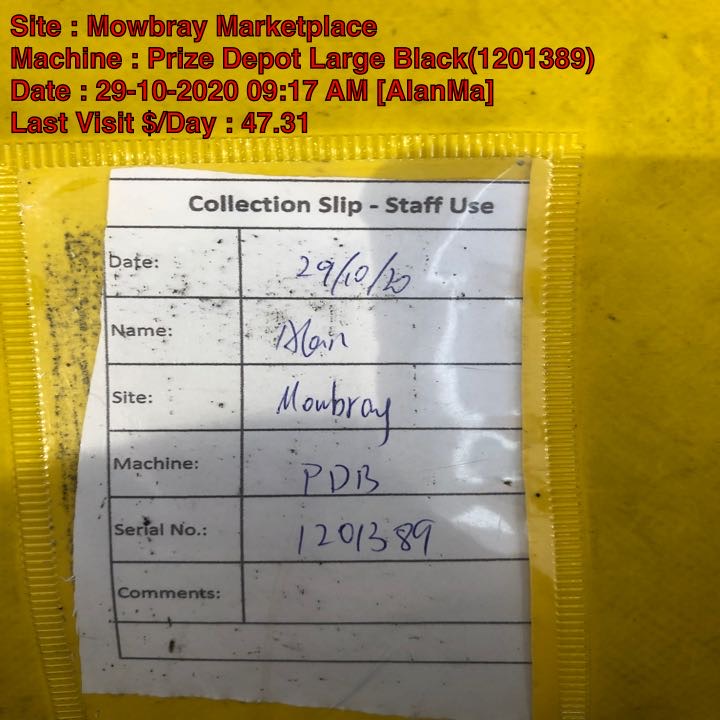 Site : Mowbray Marketplace
Machine : Prize Depot Large Black(1201389)
Date : 29-10-2020 09:17 AM [AlanMa]
Last Visit $/Day : 47.31
Collection Slip - Staff Use
Date: 29/10/20
Name: Alan
Site: Mowbray
Machine: PDB
Serial No.: 1201389
Comments: